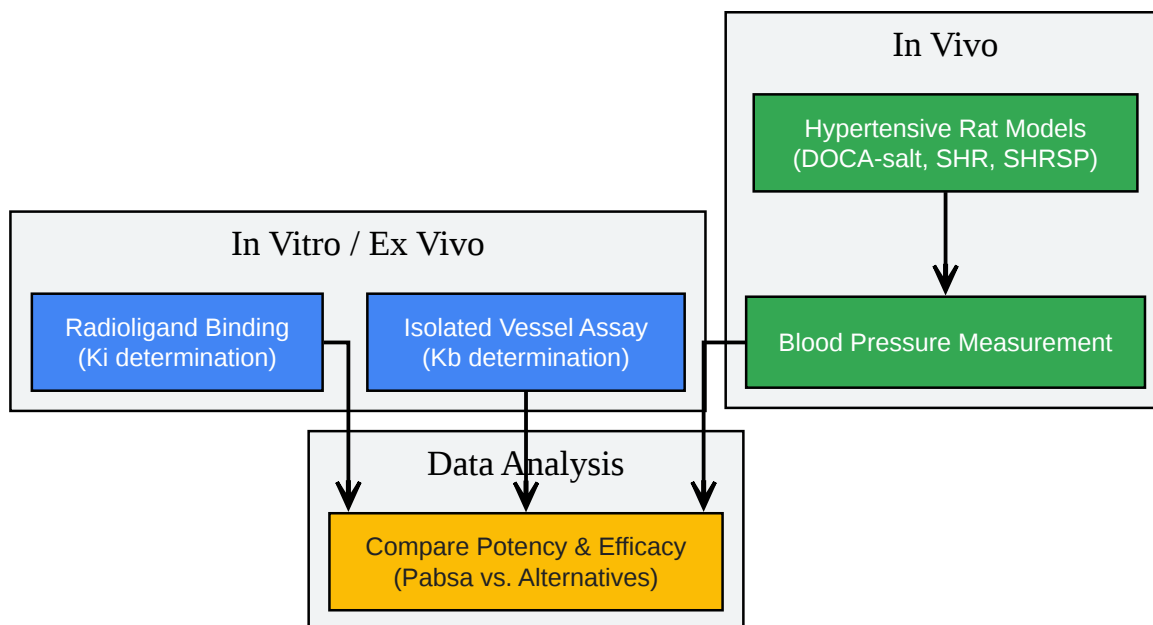 In Vivo
Hypertensive Rat Models
(DOCA-salt, SHR, SHRSP)
Blood Pressure Measurement
In Vitro / Ex Vivo
Radioligand Binding
(Ki determination)
Isolated Vessel Assay
(Kb determination)
Data Analysis
Compare Potency & Efficacy
(Pabsa vs. Alternatives)